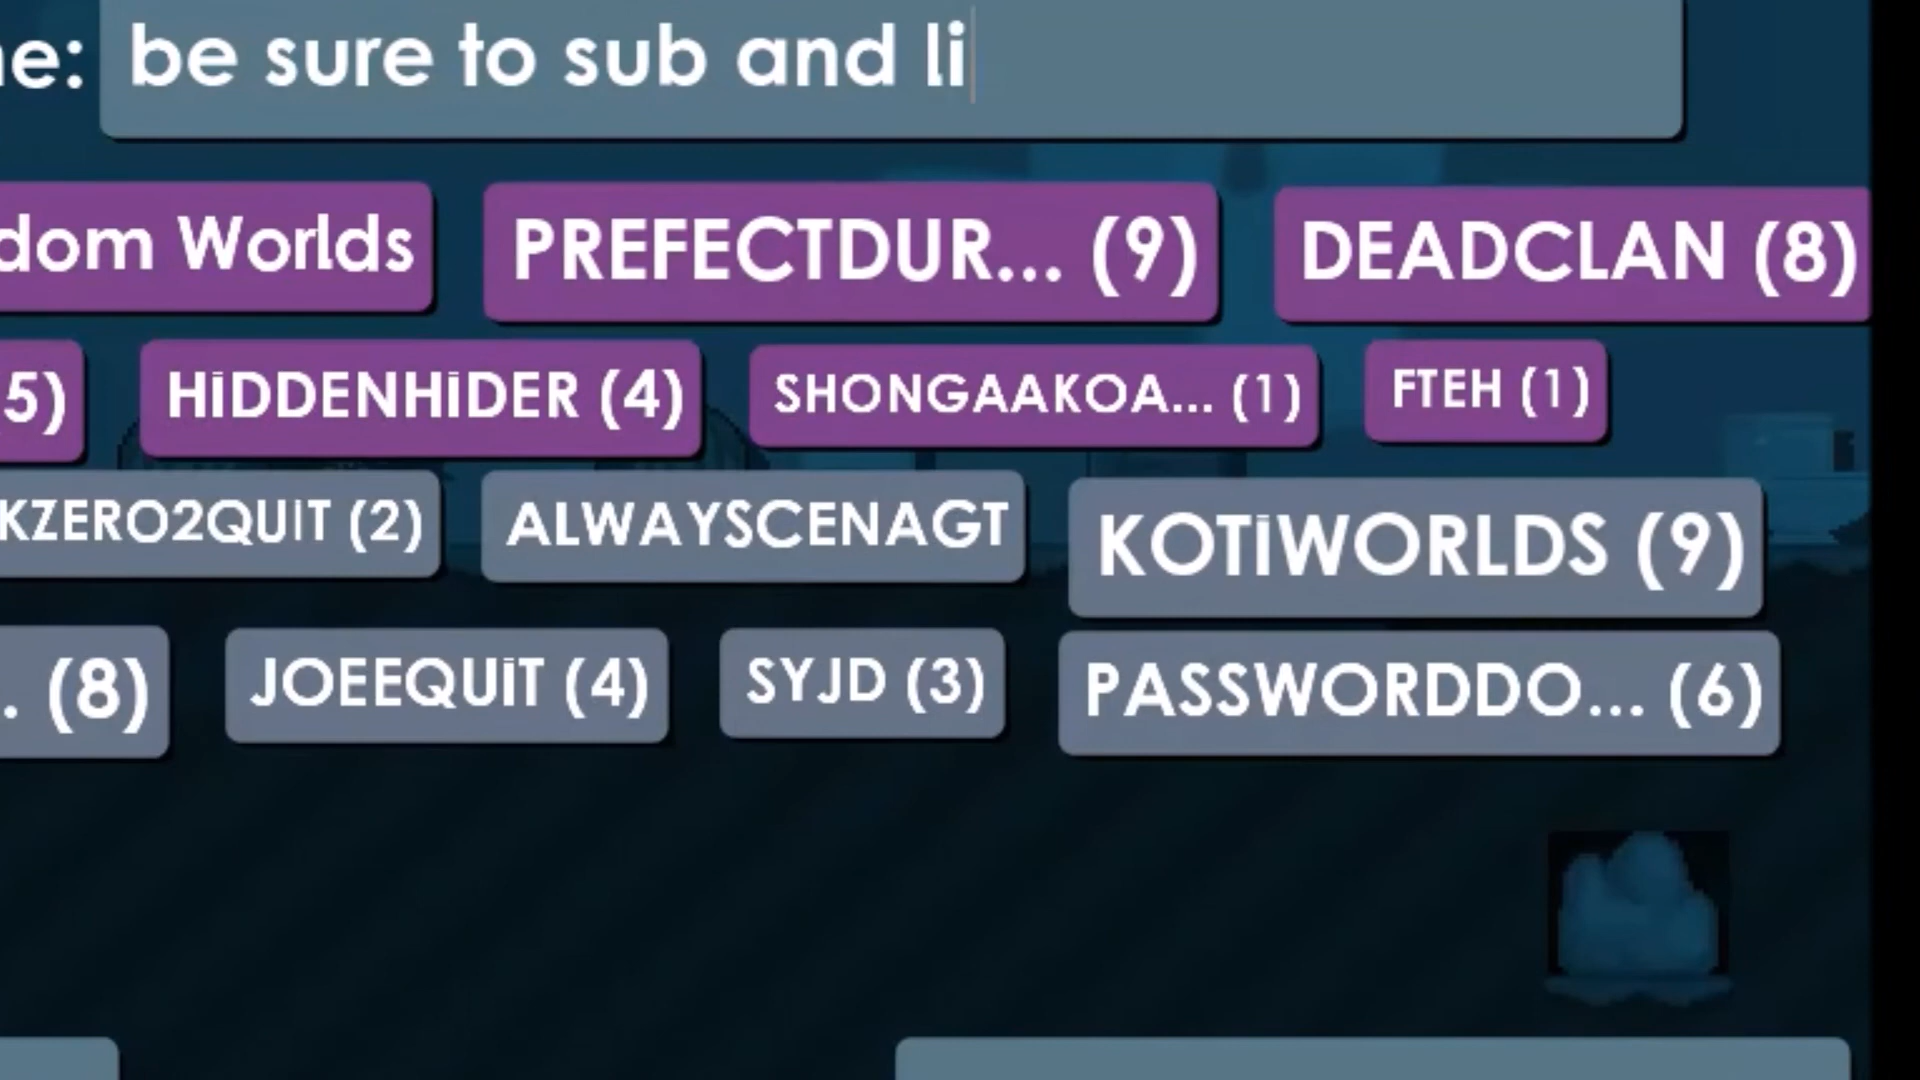 ne: be sure to sub and li
dom Worlds PREFECTDUR... (9) DEADCLAN (8)
5) HiDDENHiDER (4) SHONGAAKOA... (1) FTEH (1)
KZERO2QUiT (2) ALWAYSCENAGT KOTiWORLDS (9)
. (8) JOEEQUiT (4) SYJD (3) PASSWORDDO... (6)